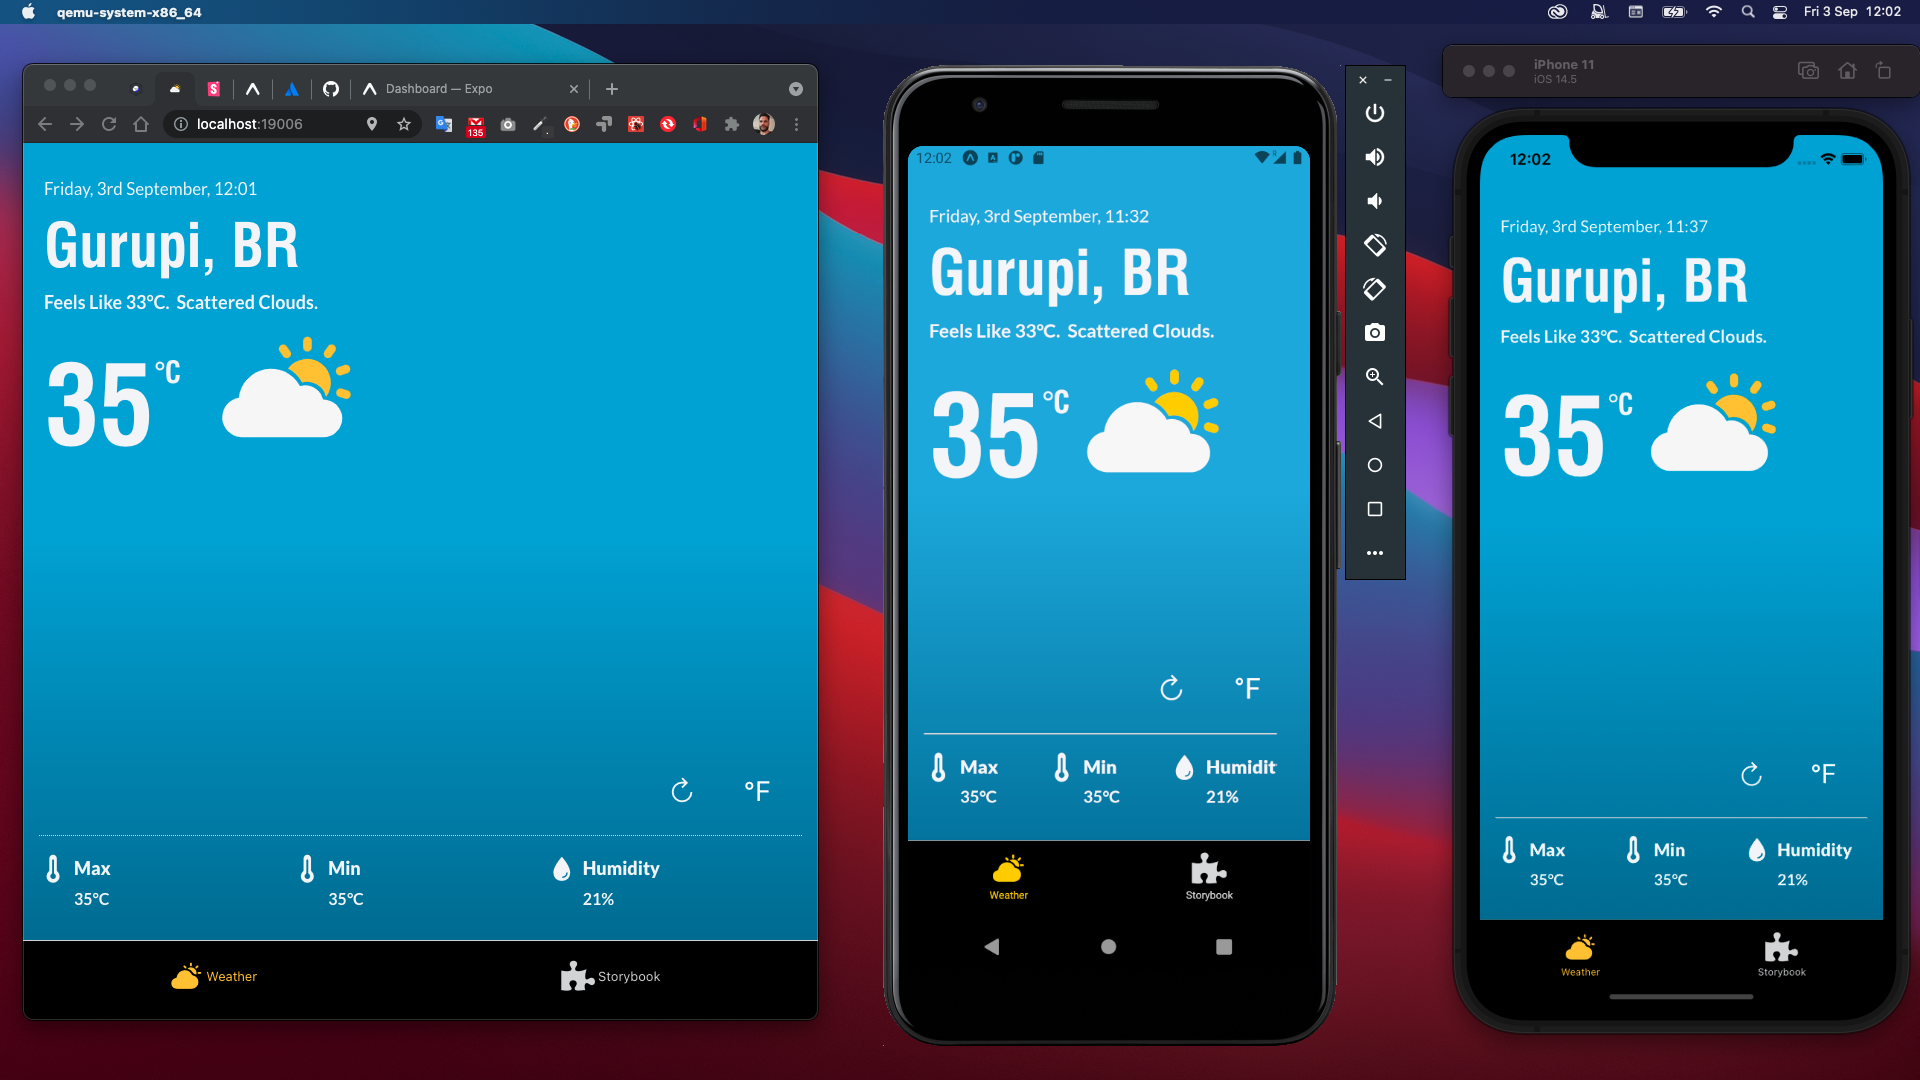 qemu-system-x86_64
Fri 3 Sep 12:02
Dashboard — Expo
localhost:19006
135
Friday, 3rd September, 12:01
Gurupi, BR
Feels Like 33°C. Scattered Clouds.
35 °C
°F
Max
35°C
Min
35°C
Humidity
21%
Weather
Storybook
12:02
Friday, 3rd September, 11:32
Gurupi, BR
Feels Like 33°C. Scattered Clouds.
35 °C
°F
Max
35°C
Min
35°C
Humidit
21%
Weather
Storybook
iPhone 11
iOS 14.5
12:02
Friday, 3rd September, 11:37
Gurupi, BR
Feels Like 33°C. Scattered Clouds.
35 °C
°F
Max
35°C
Min
35°C
Humidity
21%
Weather
Storybook